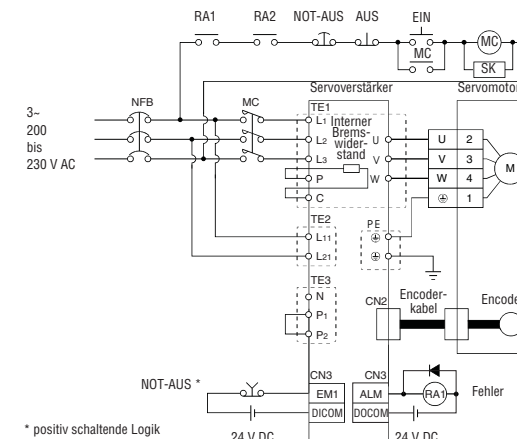 RA1 RA2 NOT-AUS AUS EIN
MC
MC
SK
Servoverstärker
Servomotor
NFB
MC
TE1
3~
200
bis
230 V AC
L1
L2
L3
P
C
Interner
Brems-
wider-
stand
U
V
W
U 2
V 3
W 4
1
M
TE2
L11
L21
PE
TE3
N
P1
P2
CN2
Encoder-
kabel
Encode
NOT-AUS *
CN3
EM1
DICOM
CN3
ALM
DOCOM
RA1
Fehler
24 V DC
24 V DC
* positiv schaltende Logik